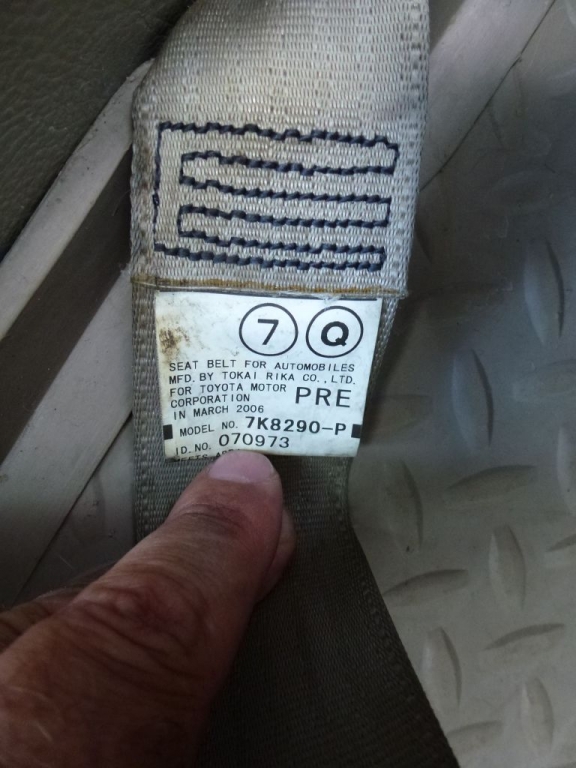 7 Q
SEAT BELT FOR AUTOMOBILES
MFD. BY TOKAI RIKA CO., LTD.
FOR TOYOTA MOTOR
CORPORATION PRE
IN MARCH 2006
MODEL NO. 7K8290-P
ID. NO. 070973
MEETS